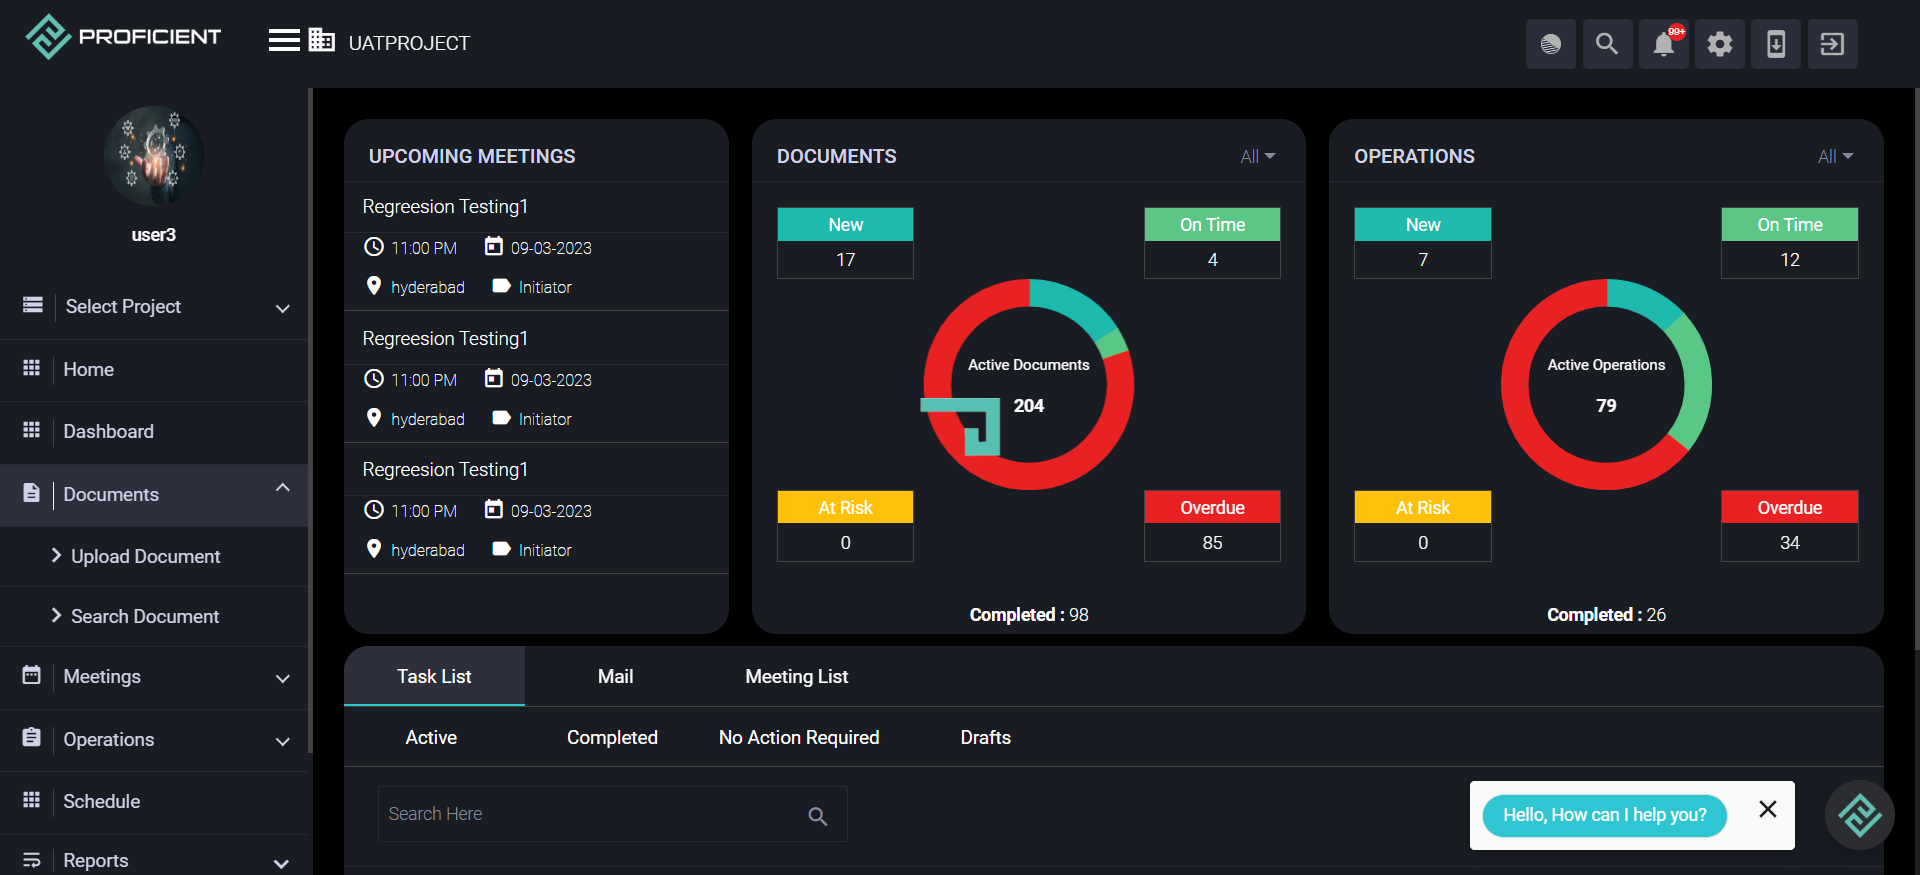 PROFICIENT
UATPROJECT
99+
user3
Select Project
Home
Dashboard
Documents
Upload Document
Search Document
Meetings
Operations
Schedule
Reports
UPCOMING MEETINGS
Regreesion Testing1
11:00 PM 09-03-2023
hyderabad Initiator
Regreesion Testing1
11:00 PM 09-03-2023
hyderabad Initiator
Regreesion Testing1
11:00 PM 09-03-2023
hyderabad Initiator
DOCUMENTS All
New On Time
17 4
Active Documents
204
At Risk Overdue
0 85
Completed : 98
OPERATIONS All
New On Time
7 12
Active Operations
79
At Risk Overdue
0 34
Completed : 26
Task List Mail Meeting List
Active Completed No Action Required Drafts
Search Here
Hello, How can I help you?